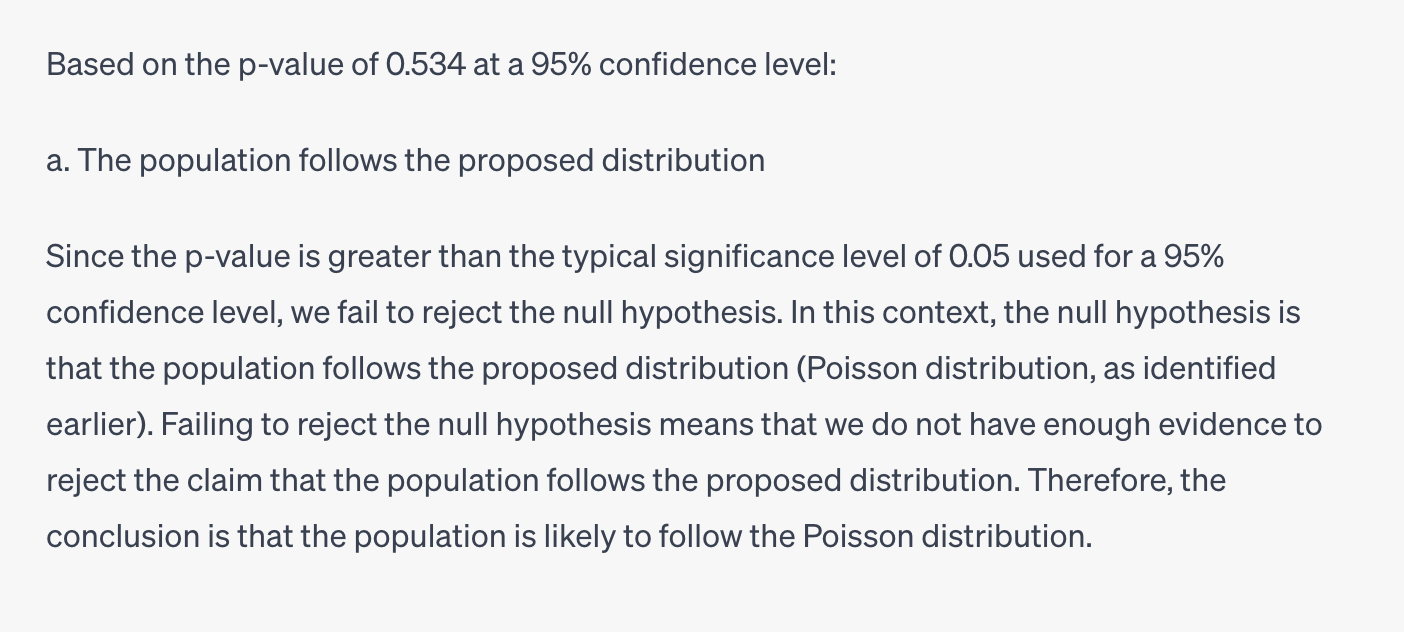 Based on the p-value of 0.534 at a 95% confidence level:
a. The population follows the proposed distribution
Since the p-value is greater than the typical significance level of 0.05 used for a 95%
confidence level, we fail to reject the null hypothesis. In this context, the null hypothesis is
that the population follows the proposed distribution (Poisson distribution, as identified
earlier). Failing to reject the null hypothesis means that we do not have enough evidence to
reject the claim that the population follows the proposed distribution. Therefore, the
conclusion is that the population is likely to follow the Poisson distribution.